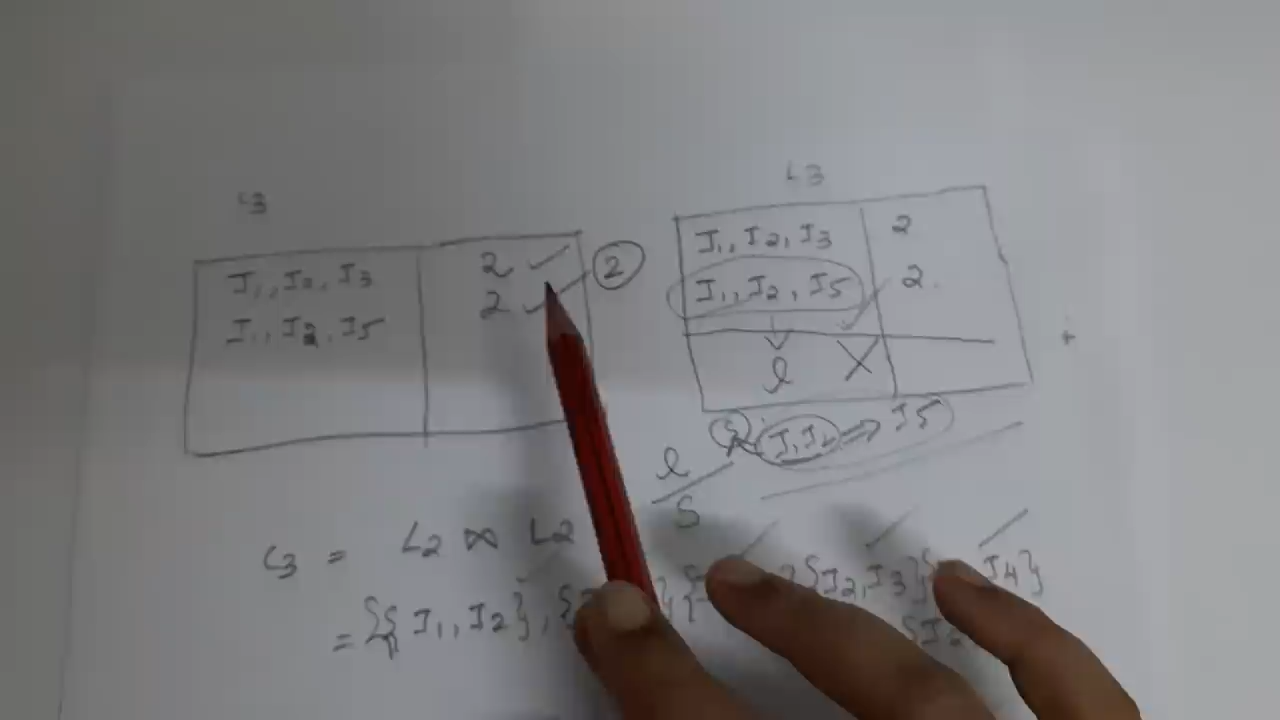 C3
I1, I2, I3 2
I1, I2, I5 2
2
L3
I1, I2, I3 2
I1, I2, I5 2
l X
I1 I2 ⇒ I5
l
S
C3 = L2 ⋈ L2
= {{ I1, I2 }, { } { {I2, I3} { I4}